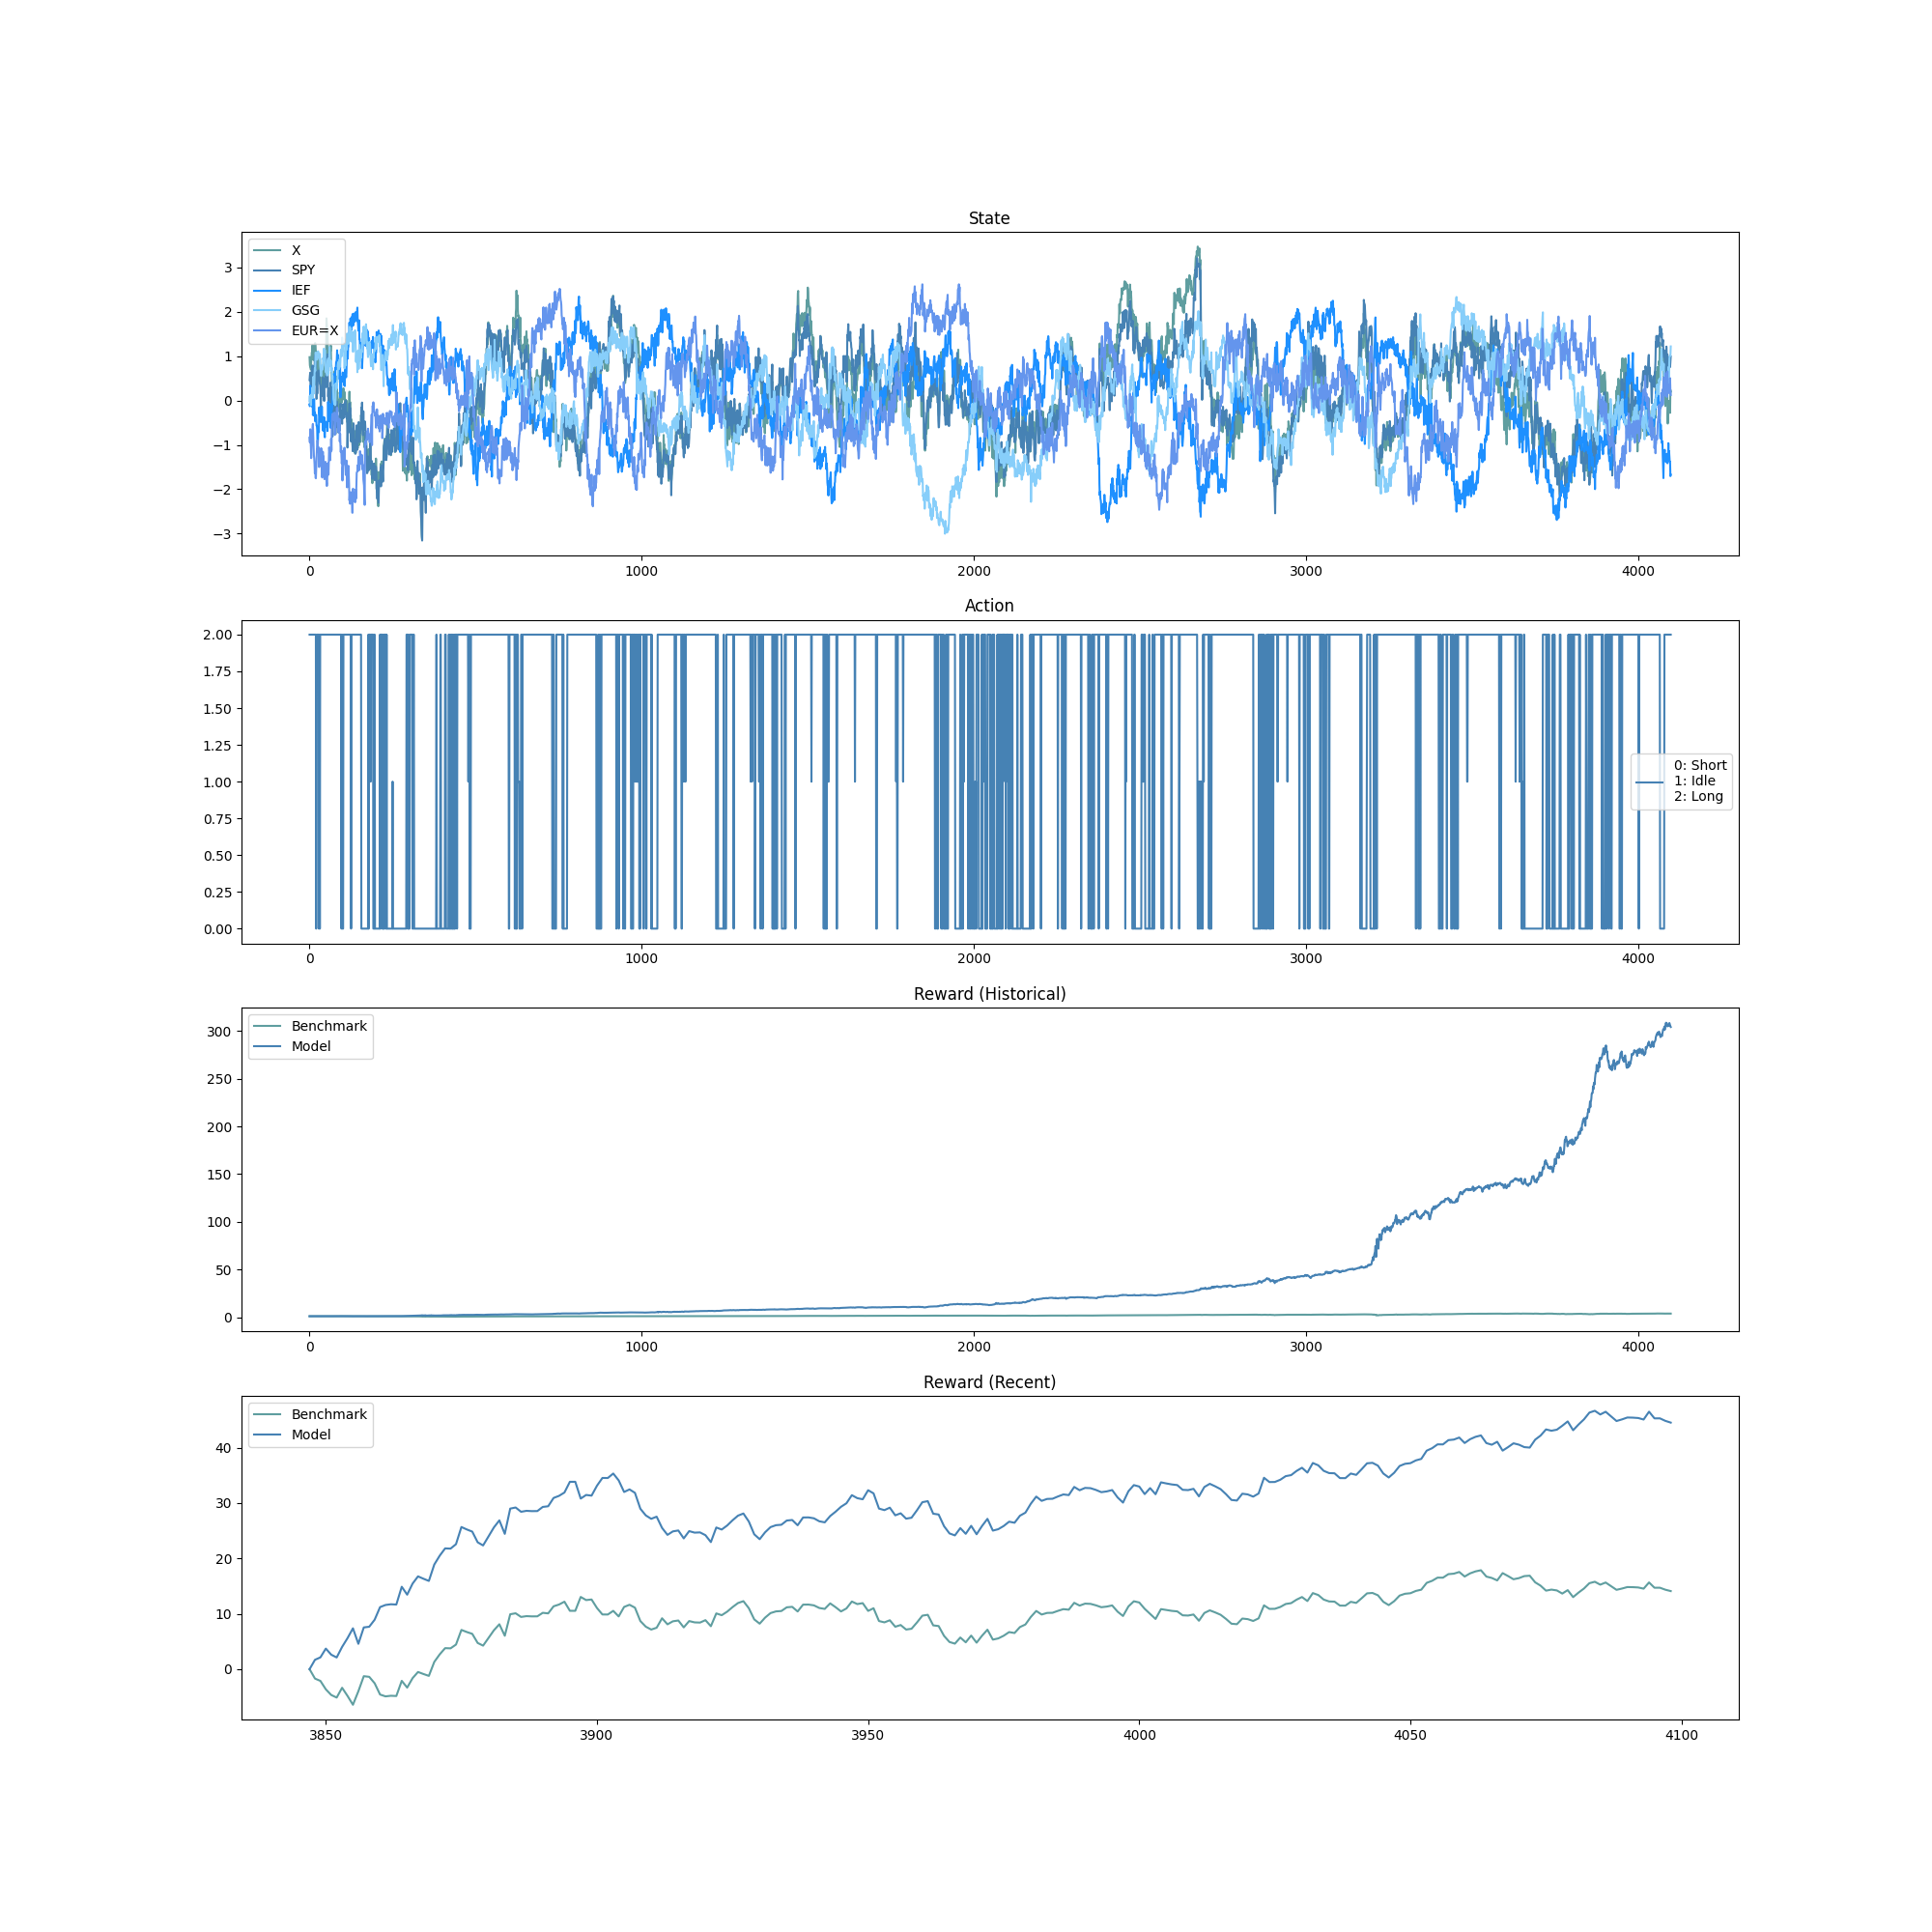 State
X
SPY
IEF
GSG
EUR=X
3
2
1
0
−1
−2
−3
0 1000 2000 3000 4000
Action
2.00
1.75
1.50
1.25
1.00
0.75
0.50
0.25
0.00
0: Short
1: Idle
2: Long
0 1000 2000 3000 4000
Reward (Historical)
Benchmark
Model
300
250
200
150
100
50
0
0 1000 2000 3000 4000
Reward (Recent)
Benchmark
Model
40
30
20
10
0
3850 3900 3950 4000 4050 4100